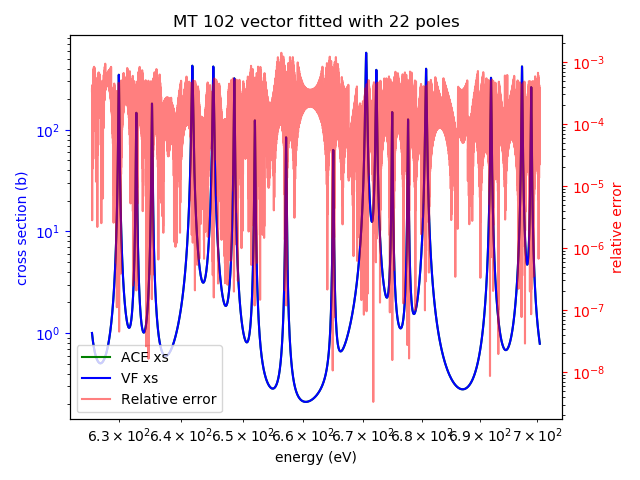 MT 102 vector fitted with 22 poles
cross section (b)
10²
10¹
10⁰
10⁻³
10⁻⁴
10⁻⁵
10⁻⁶
10⁻⁷
10⁻⁸
relative error
ACE xs
VF xs
Relative error
6.3 × 10² 6.4 × 10² 6.5 × 10² 6.6 × 10² 6.7 × 10² 6.8 × 10² 6.9 × 10² 7 × 10²
energy (eV)